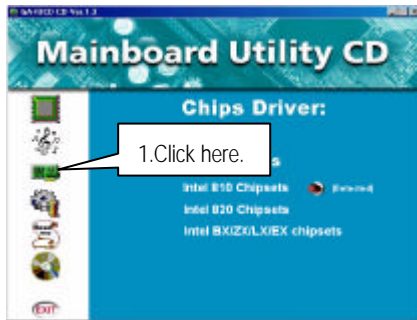 Mainboard Utility CD
Chips Driver:
1.Click here.
Intel 810 Chipsets (Detected)
Intel 820 Chipsets
Intel BX/ZX/LX/EX chipsets
EXIT